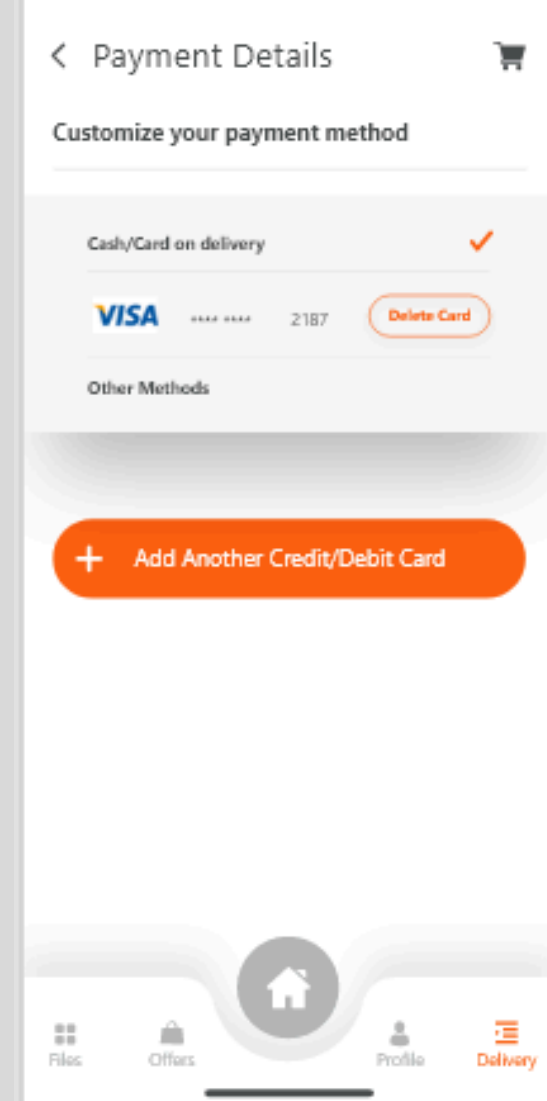 Payment Details
Customize your payment method
Cash/Card on delivery
VISA **** **** 2187 Delete Card
Other Methods
+ Add Another Credit/Debit Card
Files Offers Profile Delivery